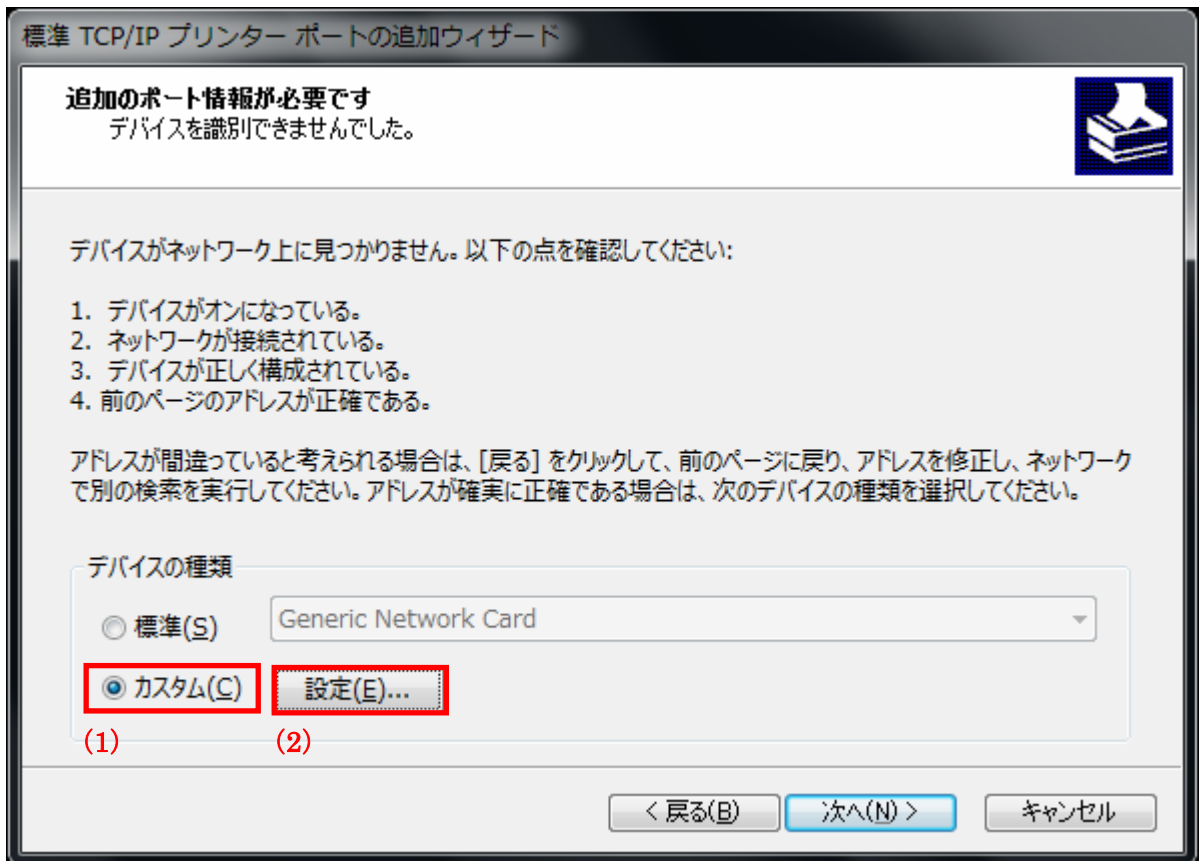 標準 TCP/IP プリンター ポートの追加ウィザード
追加のポート情報が必要です
デバイスを識別できませんでした。
デバイスがネットワーク上に見つかりません。以下の点を確認してください:
1. デバイスがオンになっている。
2. ネットワークが接続されている。
3. デバイスが正しく構成されている。
4. 前のページのアドレスが正確である。
アドレスが間違っていると考えられる場合は、[戻る] をクリックして、前のページに戻り、アドレスを修正し、ネットワーク
で別の検索を実行してください。アドレスが確実に正確である場合は、次のデバイスの種類を選択してください。
デバイスの種類
標準(S) Generic Network Card
カスタム(C) 設定(E)...
(1) (2)
< 戻る(B) 次へ(N) > キャンセル